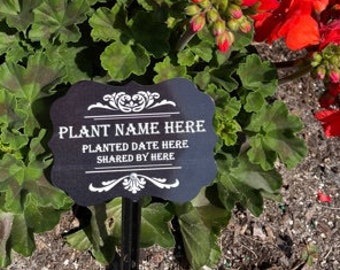 PLANT NAME HERE
PLANTED DATE HERE
SHARED BY HERE